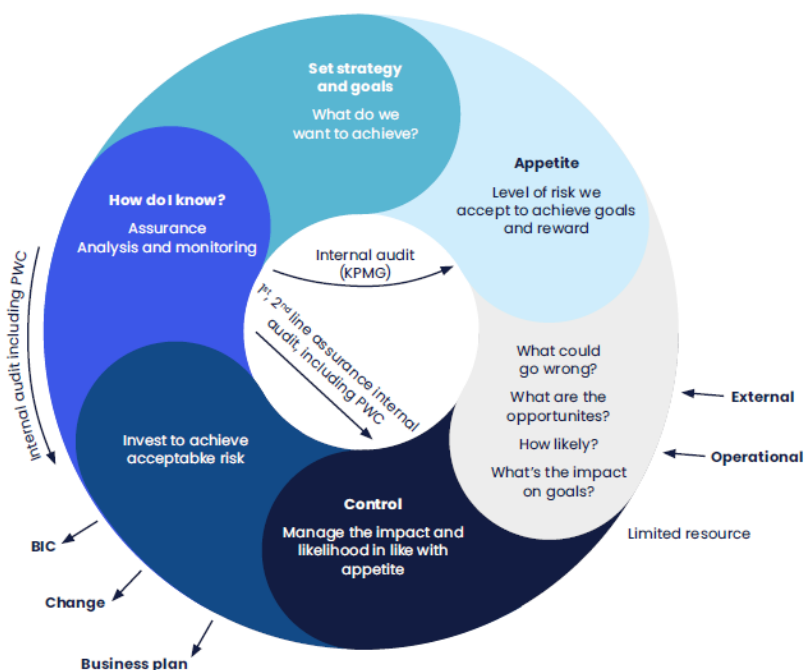 Set strategy
and goals
What do we
want to achieve?
Appetite
Level of risk we
accept to achieve goals
and reward
How do I know?
Assurance
Analysis and monitoring
Internal audit
(KPMG)
1st, 2nd line assurance internal
audit, including PWC
Internal audit including PWC
What could
go wrong?
What are the
opportunites?
How likely?
What's the impact
on goals?
External
Operational
Limited resource
Invest to achieve
acceptabke risk
Control
Manage the impact and
likelihood in like with
appetite
BIC
Change
Business plan